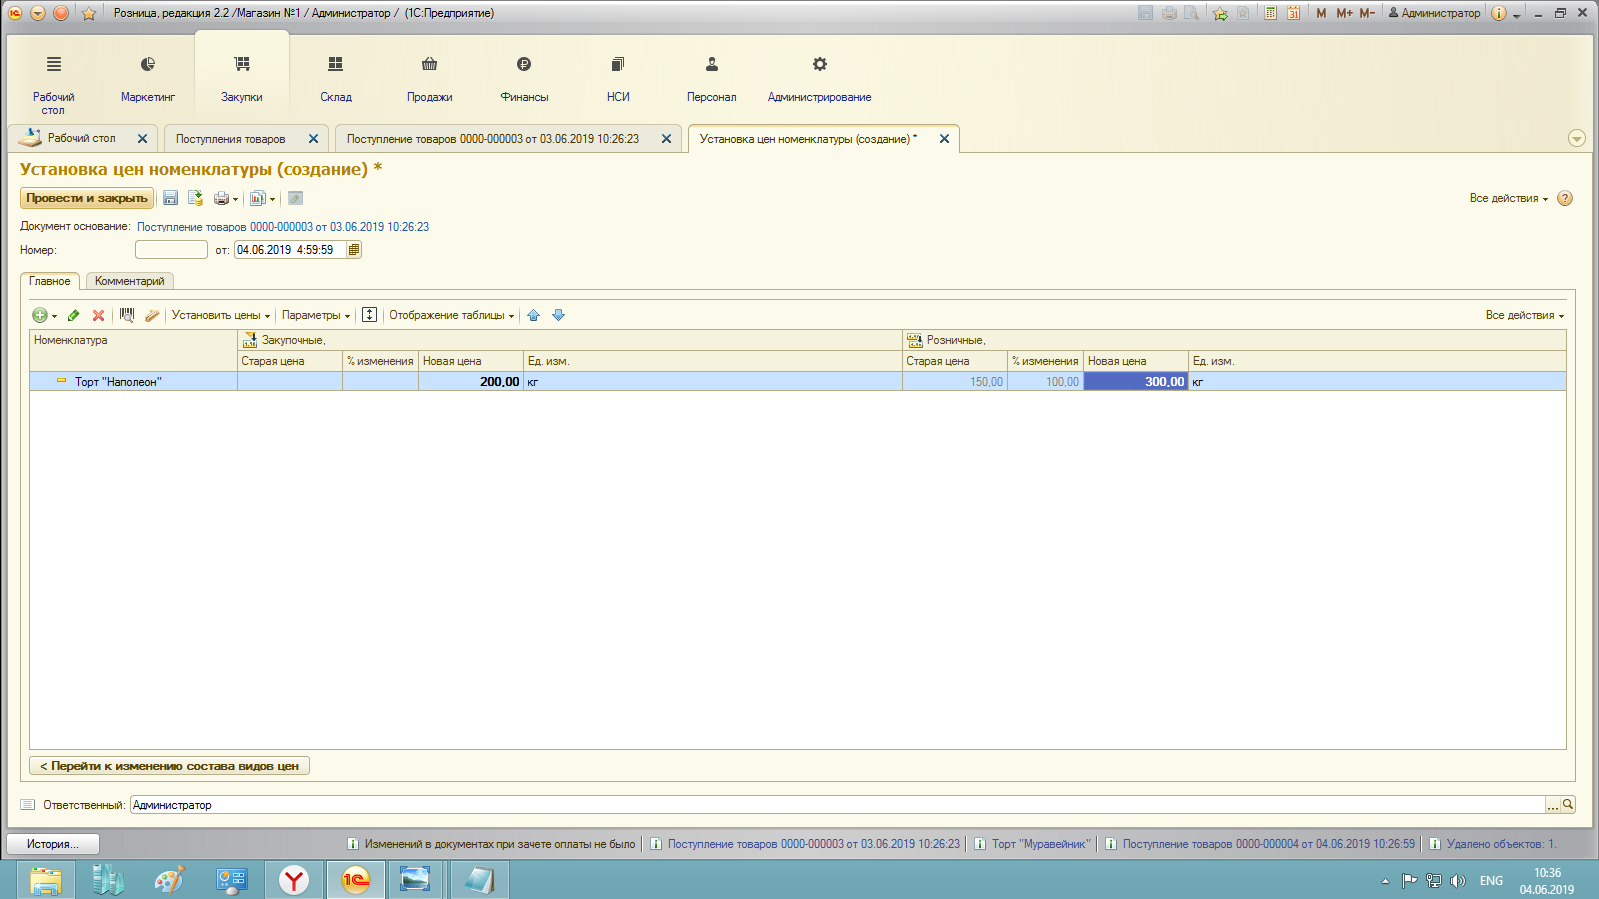 Розница, редакция 2.2 /Магазин №1 / Администратор / (1С:Предприятие)
31 M M+ M- Администратор
Рабочий стол
Маркетинг
Закупки
Склад
Продажи
Финансы
НСИ
Персонал
Администрирование
Рабочий стол
Поступления товаров
Поступление товаров 0000-000003 от 03.06.2019 10:26:23
Установка цен номенклатуры (создание) *
Установка цен номенклатуры (создание) *
Провести и закрыть
Все действия
Документ основание: Поступление товаров 0000-000003 от 03.06.2019 10:26:23
Номер: от: 04.06.2019 4:59:59
Главное Комментарий
Установить цены Параметры Отображение таблицы Все действия
Номенклатура Закупочные, Розничные,
Старая цена % изменения Новая цена Ед. изм. Старая цена % изменения Новая цена Ед. изм.
Торт "Наполеон" 200,00 кг 150,00 100,00 300,00 кг
< Перейти к изменению состава видов цен
Ответственный: Администратор ...
История... Изменений в документах при зачете оплаты не было Поступление товаров 0000-000003 от 03.06.2019 10:26:23 Торт "Муравейник" Поступление товаров 0000-000004 от 04.06.2019 10:26:59 Удалено объектов: 1.
ENG 10:36
04.06.2019